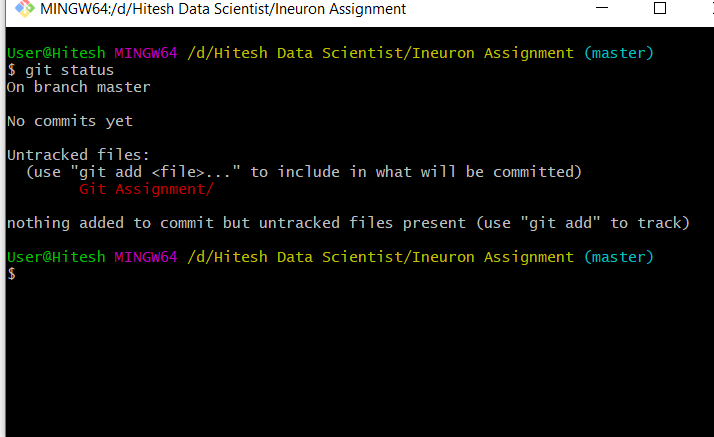 MINGW64:/d/Hitesh Data Scientist/Ineuron Assignment
User@Hitesh MINGW64 /d/Hitesh Data Scientist/Ineuron Assignment (master)
$ git status
On branch master
No commits yet
Untracked files:
  (use "git add <file>..." to include in what will be committed)
        Git Assignment/
nothing added to commit but untracked files present (use "git add" to track)
User@Hitesh MINGW64 /d/Hitesh Data Scientist/Ineuron Assignment (master)
$